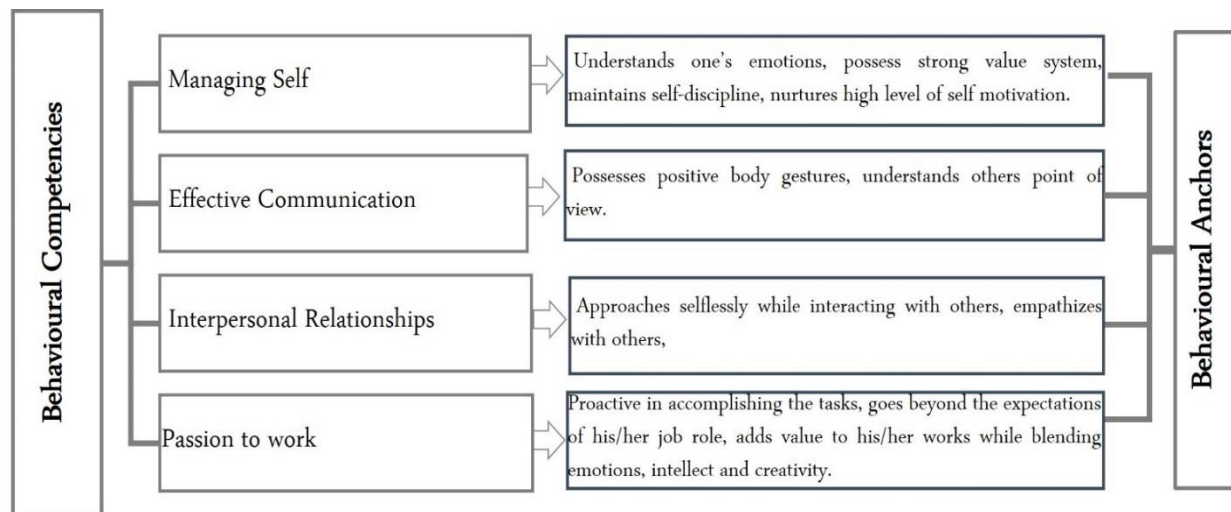 Behavioural Competencies
Managing Self
Understands one's emotions, possess strong value system,
maintains self-discipline, nurtures high level of self motivation.
Effective Communication
Possesses positive body gestures, understands others point of
view.
Interpersonal Relationships
Approaches selflessly while interacting with others, empathizes
with others,
Passion to work
Proactive in accomplishing the tasks, goes beyond the expectations
of his/her job role, adds value to his/her works while blending
emotions, intellect and creativity.
Behavioural Anchors